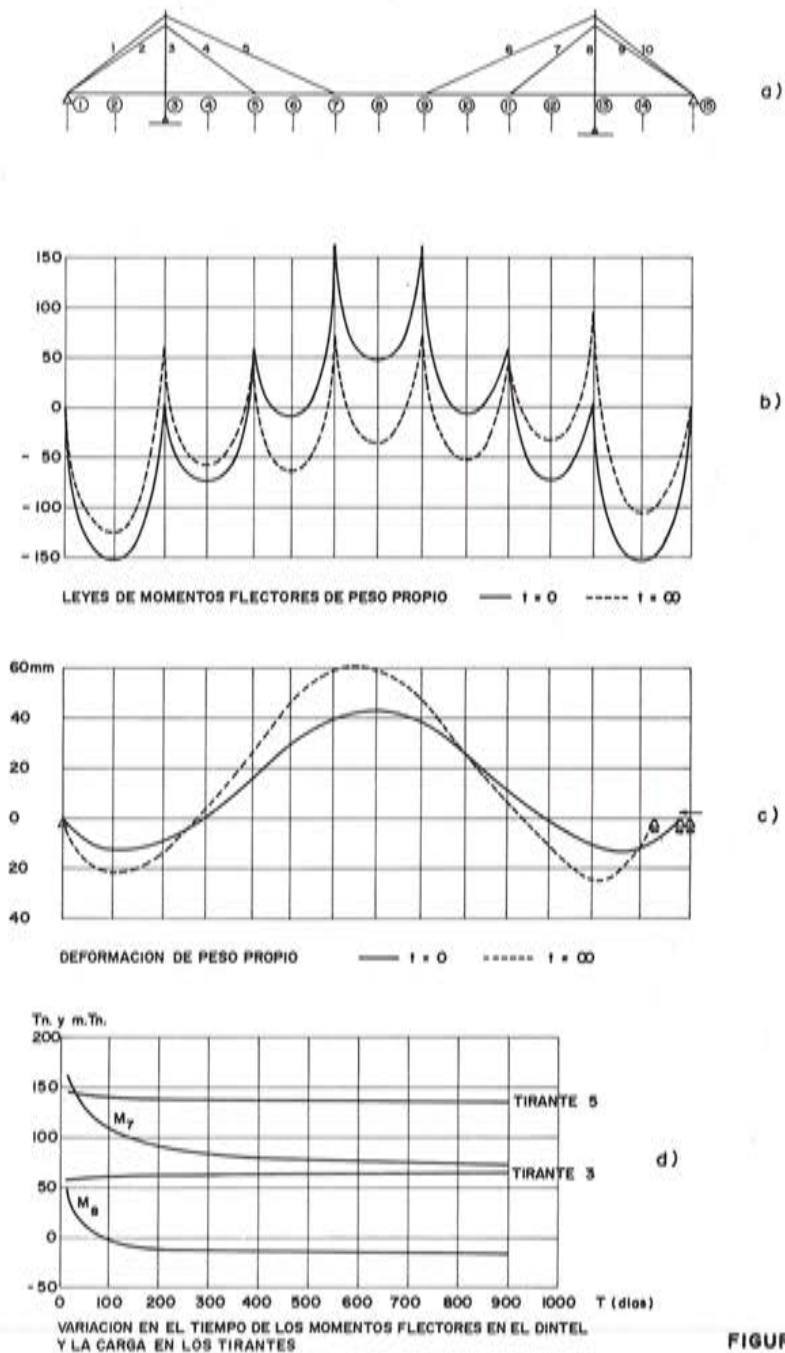 1 2 3 4 5 6 7 8 9 10
1 2 3 4 5 6 7 8 9 10 11 12 13 14 15
a)
150
100
50
0
- 50
-100
- 150
b)
LEYES DE MOMENTOS FLECTORES DE PESO PROPIO t = 0 t = ∞
60mm
40
20
0
20
40
c)
DEFORMACION DE PESO PROPIO t = 0 t = ∞
Tn. y m.Tn.
200
150
100
50
0
-50
M7
M8
TIRANTE 5
TIRANTE 3
d)
0 100 200 300 400 500 600 700 800 900 1000 T (dias)
VARIACION EN EL TIEMPO DE LOS MOMENTOS FLECTORES EN EL DINTEL
Y LA CARGA EN LOS TIRANTES